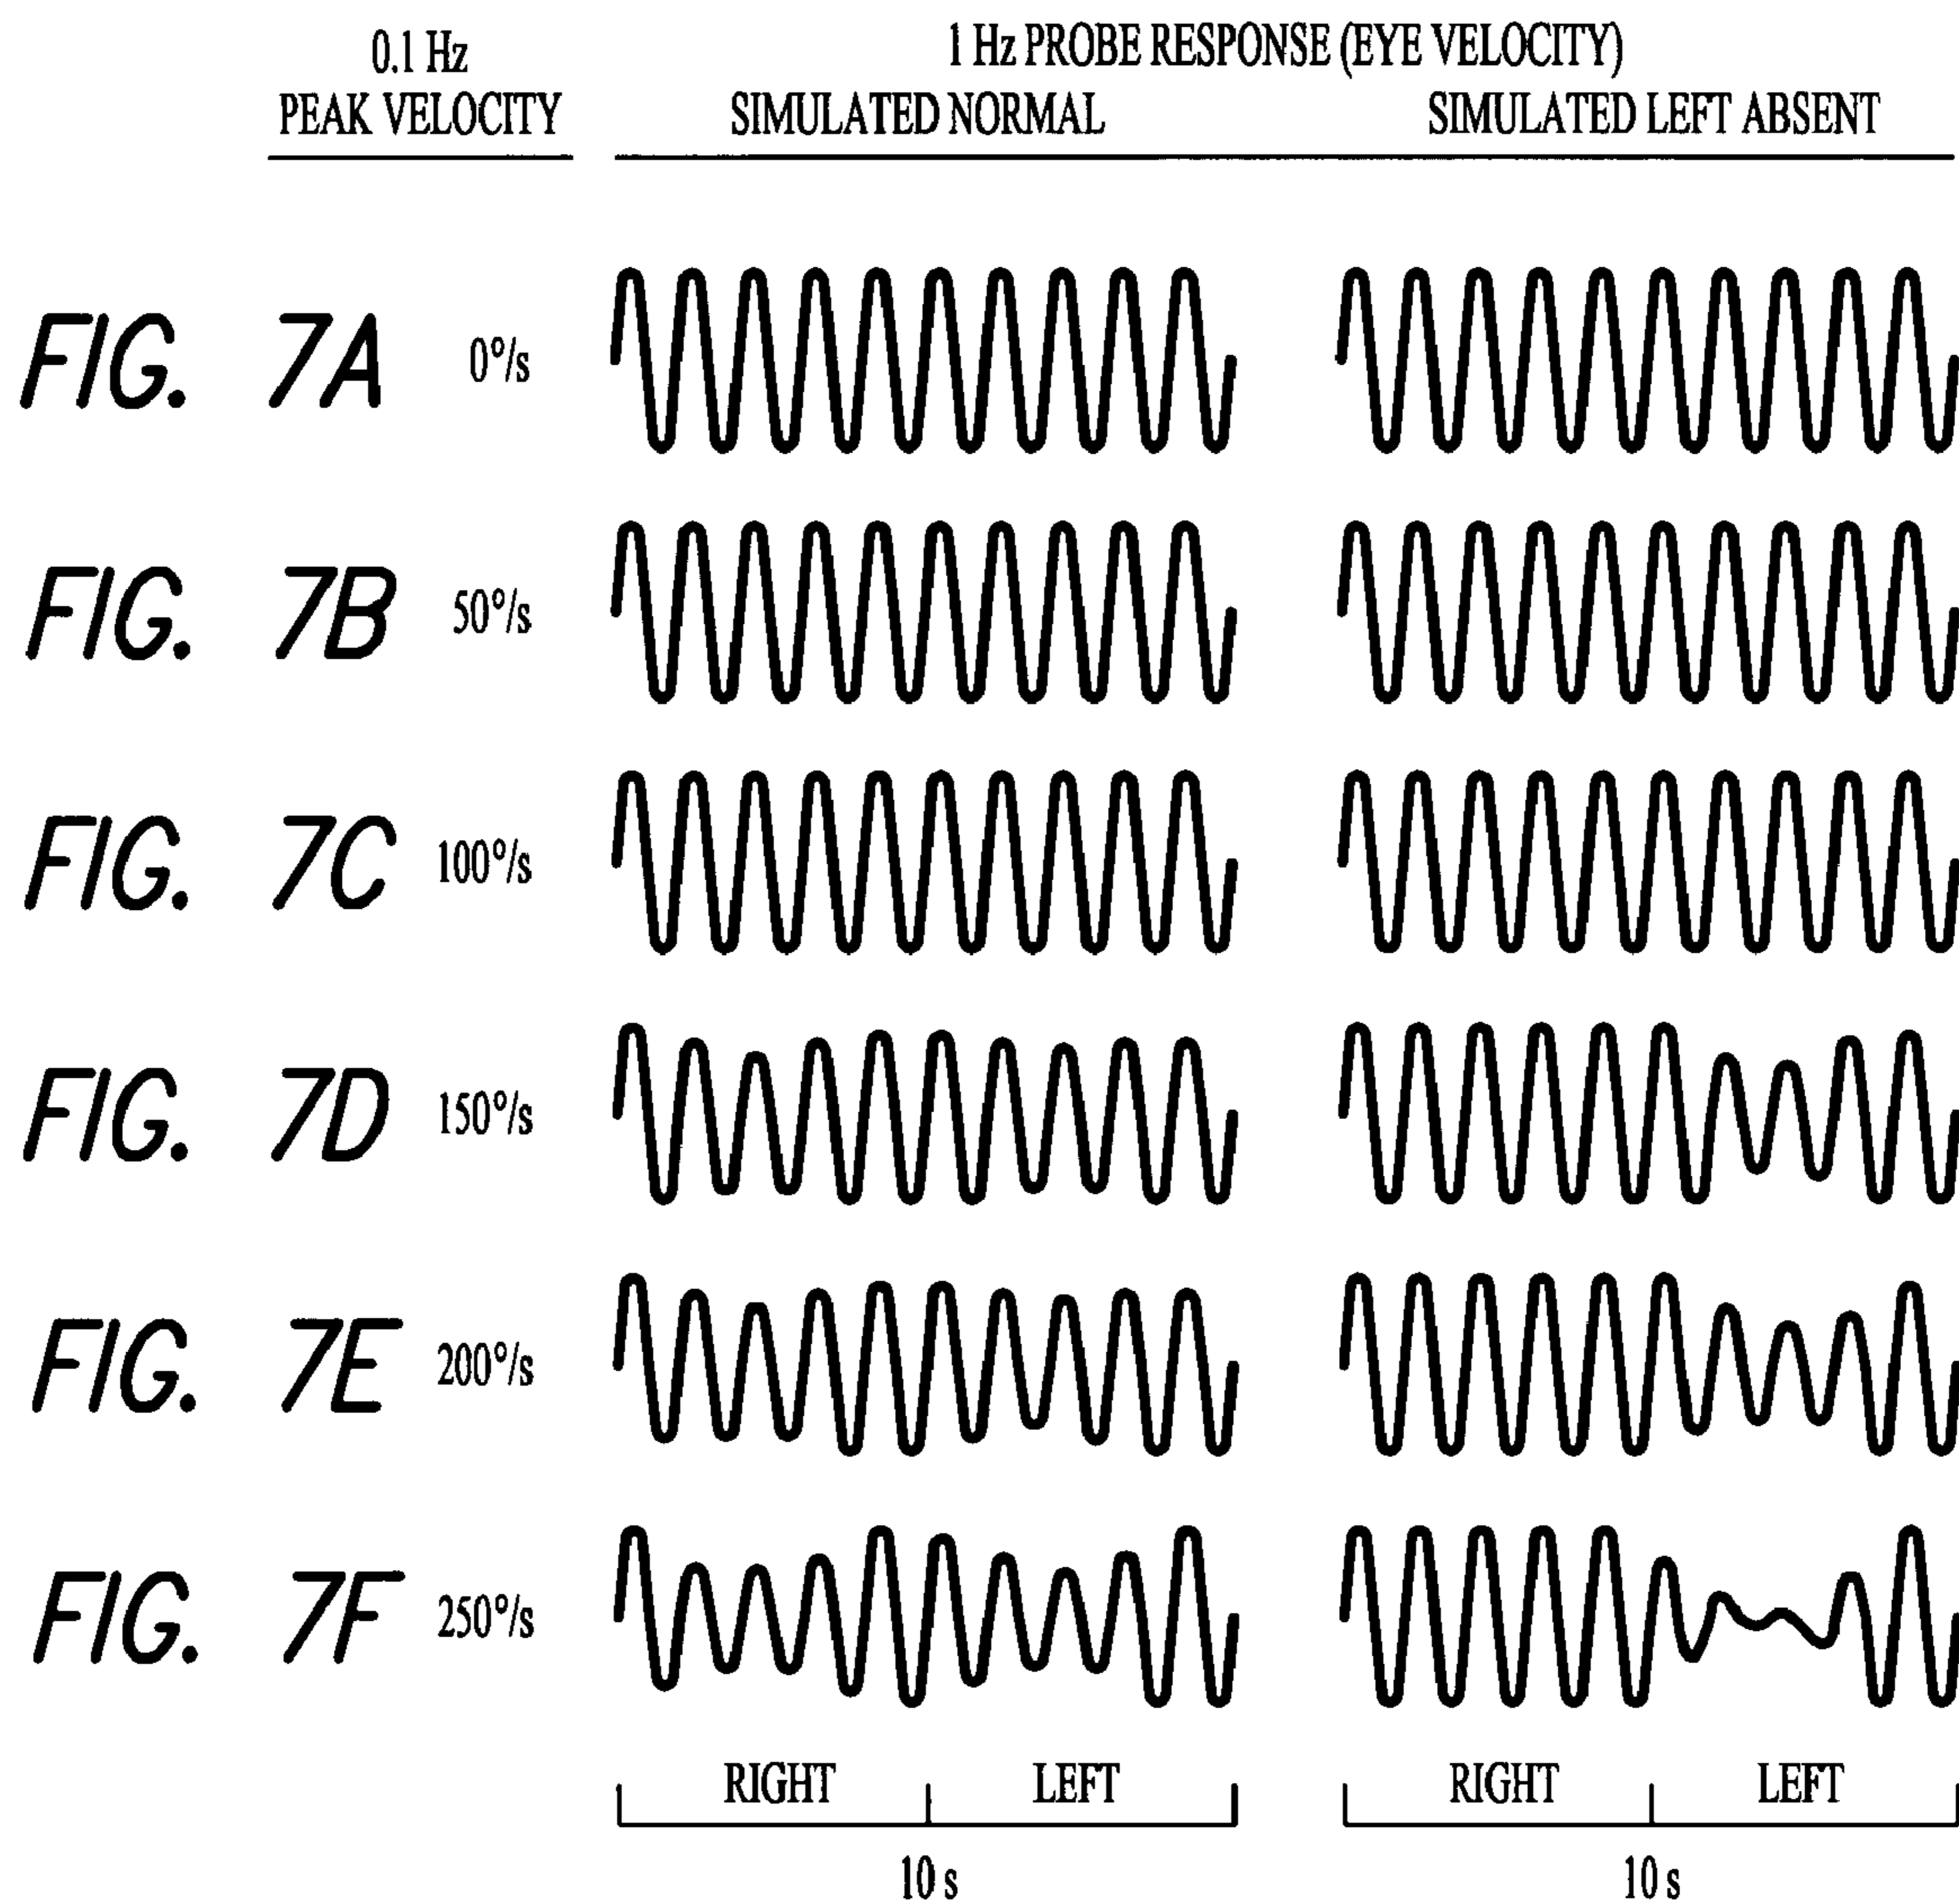 0.1 Hz
PEAK VELOCITY
1 Hz PROBE RESPONSE (EYE VELOCITY)
SIMULATED NORMAL
SIMULATED LEFT ABSENT
FIG. 7A 0°/s
FIG. 7B 50°/s
FIG. 7C 100°/s
FIG. 7D 150°/s
FIG. 7E 200°/s
FIG. 7F 250°/s
RIGHT LEFT RIGHT LEFT
10 s 10 s